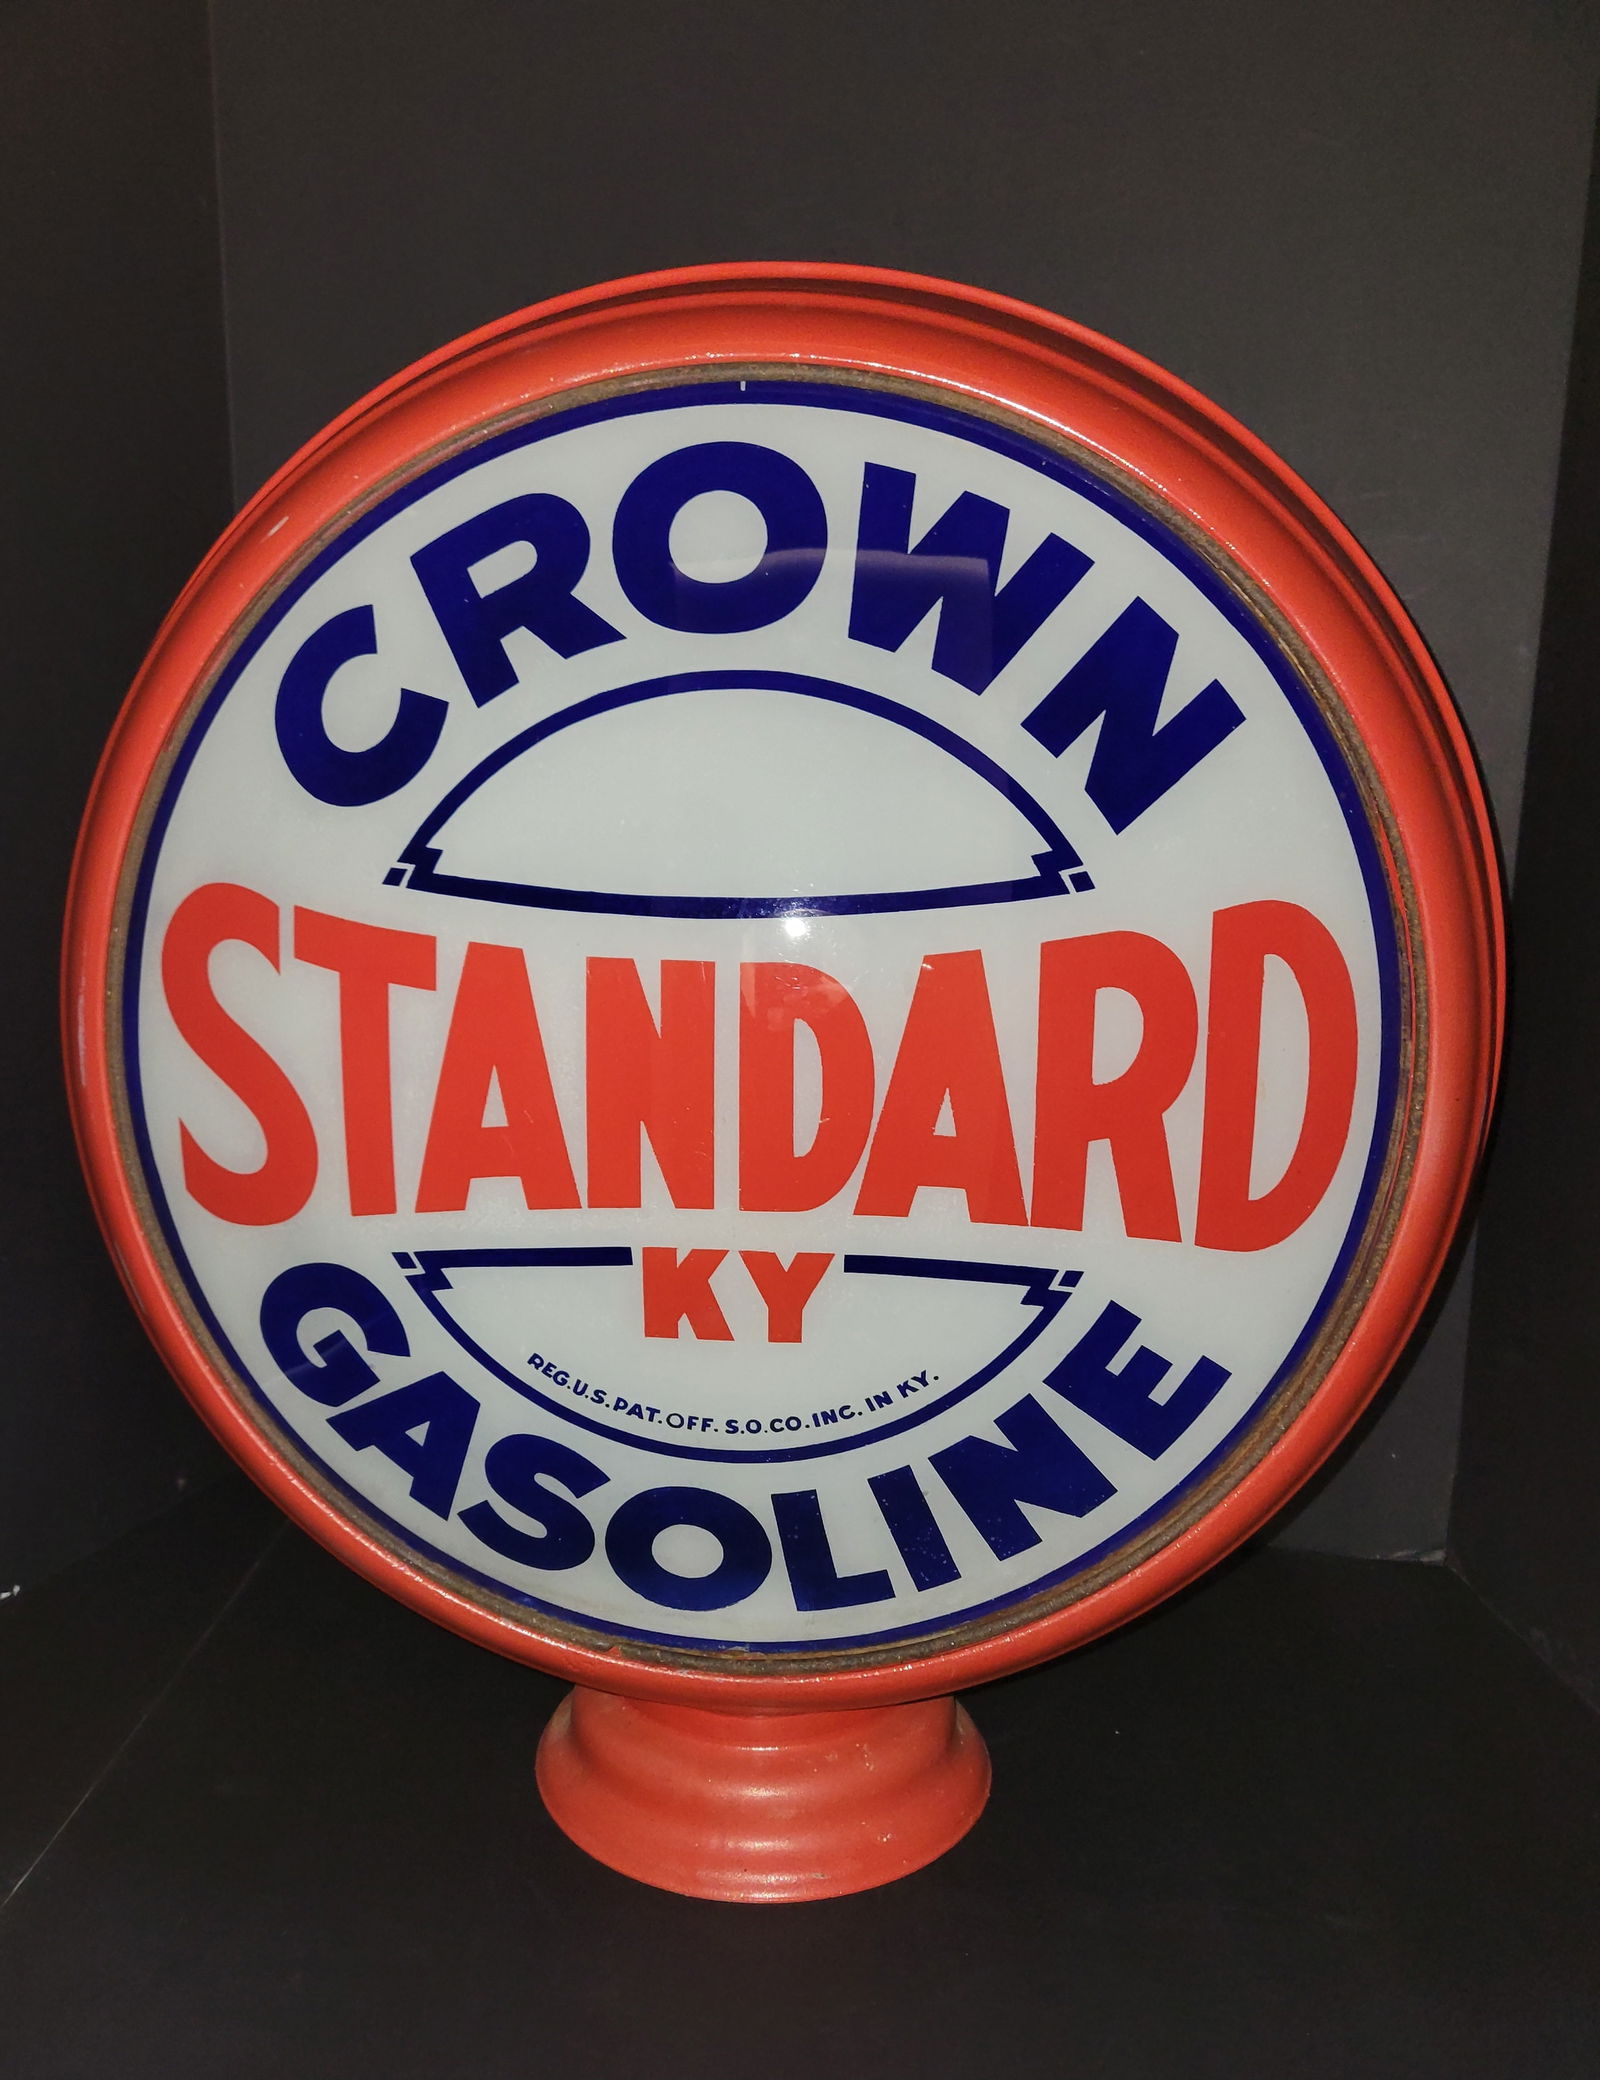 CROWN
STANDARD
KY
REG.U.S.PAT.OFF. S.O.CO.INC. IN KY.
GASOLINE